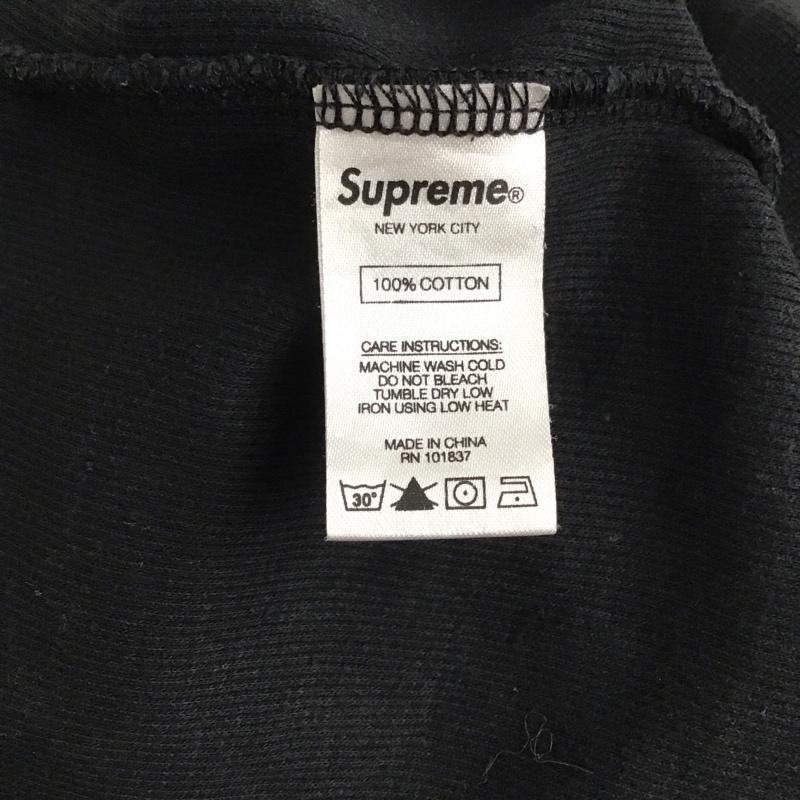 Supreme®
NEW YORK CITY
100% COTTON
CARE INSTRUCTIONS:
MACHINE WASH COLD
DO NOT BLEACH
TUMBLE DRY LOW
IRON USING LOW HEAT
MADE IN CHINA
RN 101837
30°